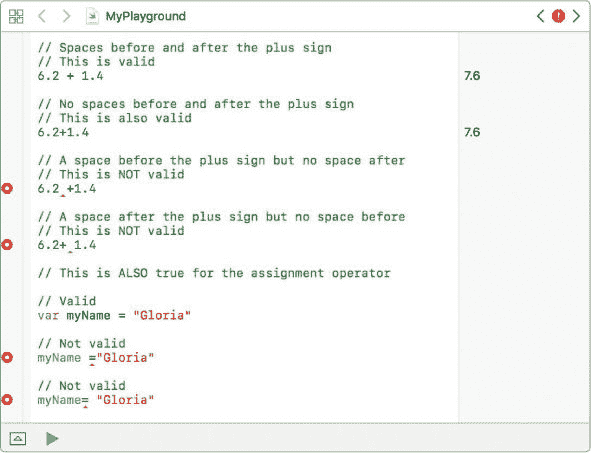 MyPlayground
// Spaces before and after the plus sign
// This is valid
6.2 + 1.4 7.6
// No spaces before and after the plus sign
// This is also valid
6.2+1.4 7.6
// A space before the plus sign but no space after
// This is NOT valid
6.2 +1.4
// A space after the plus sign but no space before
// This is NOT valid
6.2+ 1.4
// This is ALSO true for the assignment operator
// Valid
var myName = "Gloria"
// Not valid
myName ="Gloria"
// Not valid
myName= "Gloria"